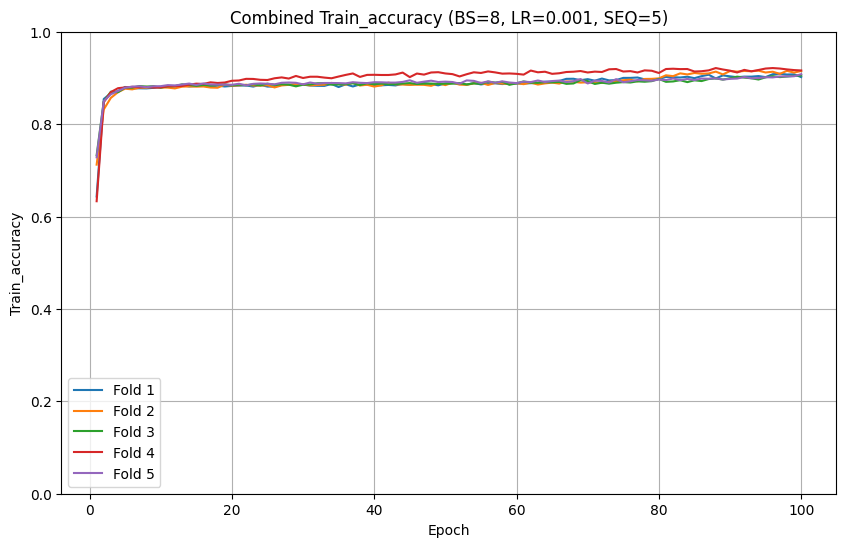 Combined Train_accuracy (BS=8, LR=0.001, SEQ=5)
Train_accuracy
1.0
0.8
0.6
0.4
0.2
0.0
Fold 1
Fold 2
Fold 3
Fold 4
Fold 5
0 20 40 60 80 100
Epoch